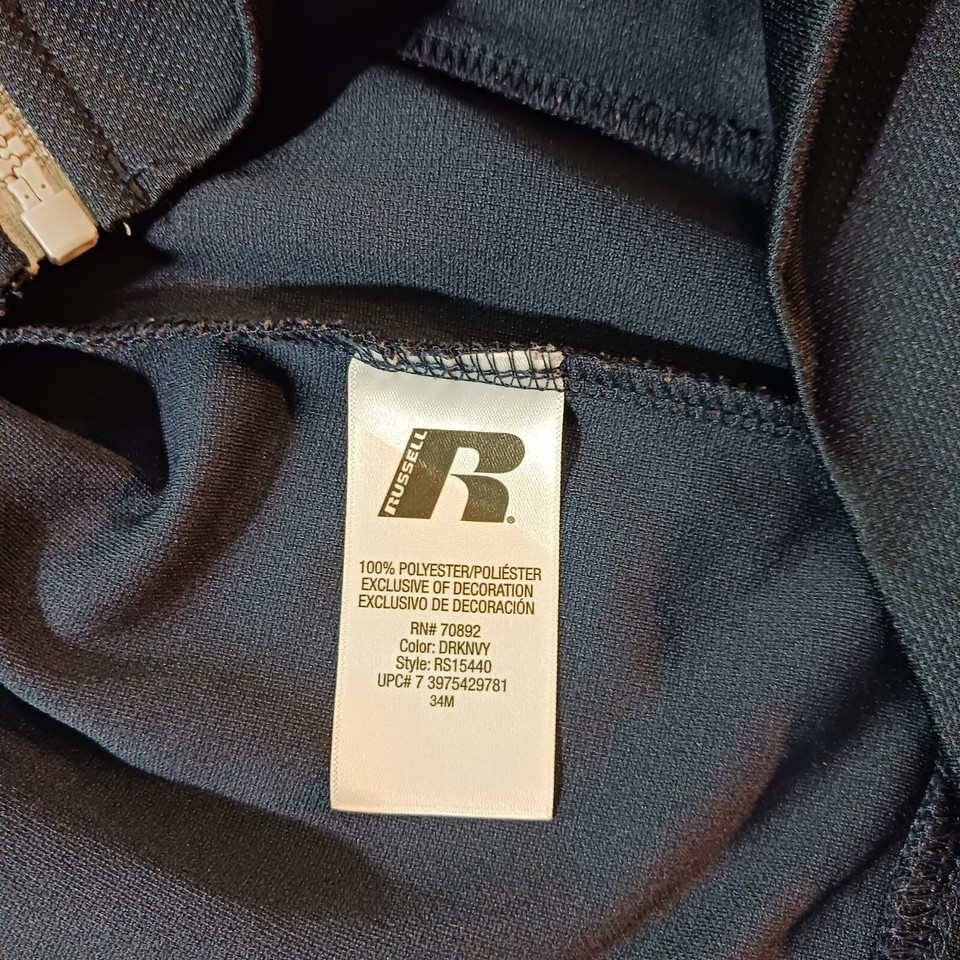 RUSSELL
R
100% POLYESTER/POLIÉSTER
EXCLUSIVE OF DECORATION
EXCLUSIVO DE DECORACIÓN
RN# 70892
Color: DRKNVY
Style: RS15440
UPC# 7 3975429781
34M